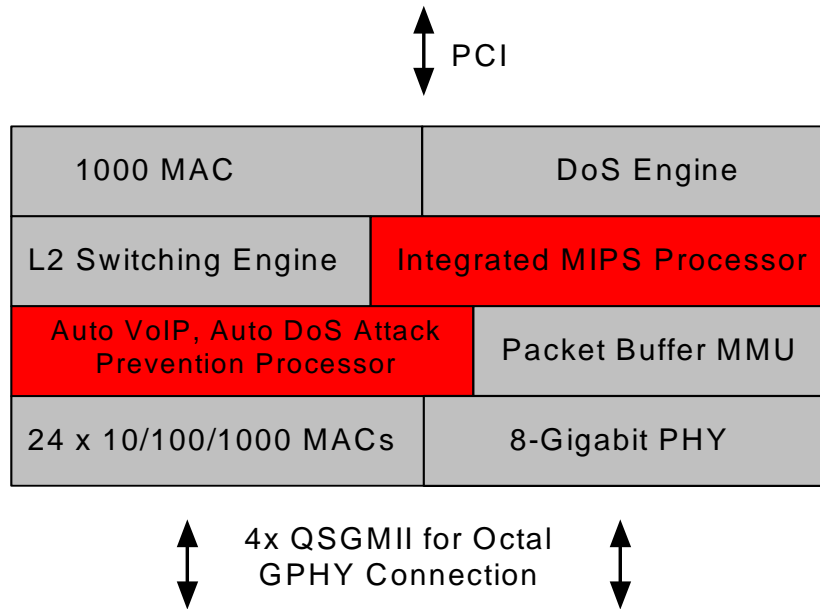 PCI
1000 MAC
DoS Engine
L2 Switching Engine
Integrated MIPS Processor
Auto VoIP, Auto DoS Attack
Prevention Processor
Packet Buffer MMU
24 x 10/100/1000 MACs
8-Gigabit PHY
4x QSGMII for Octal
GPHY Connection